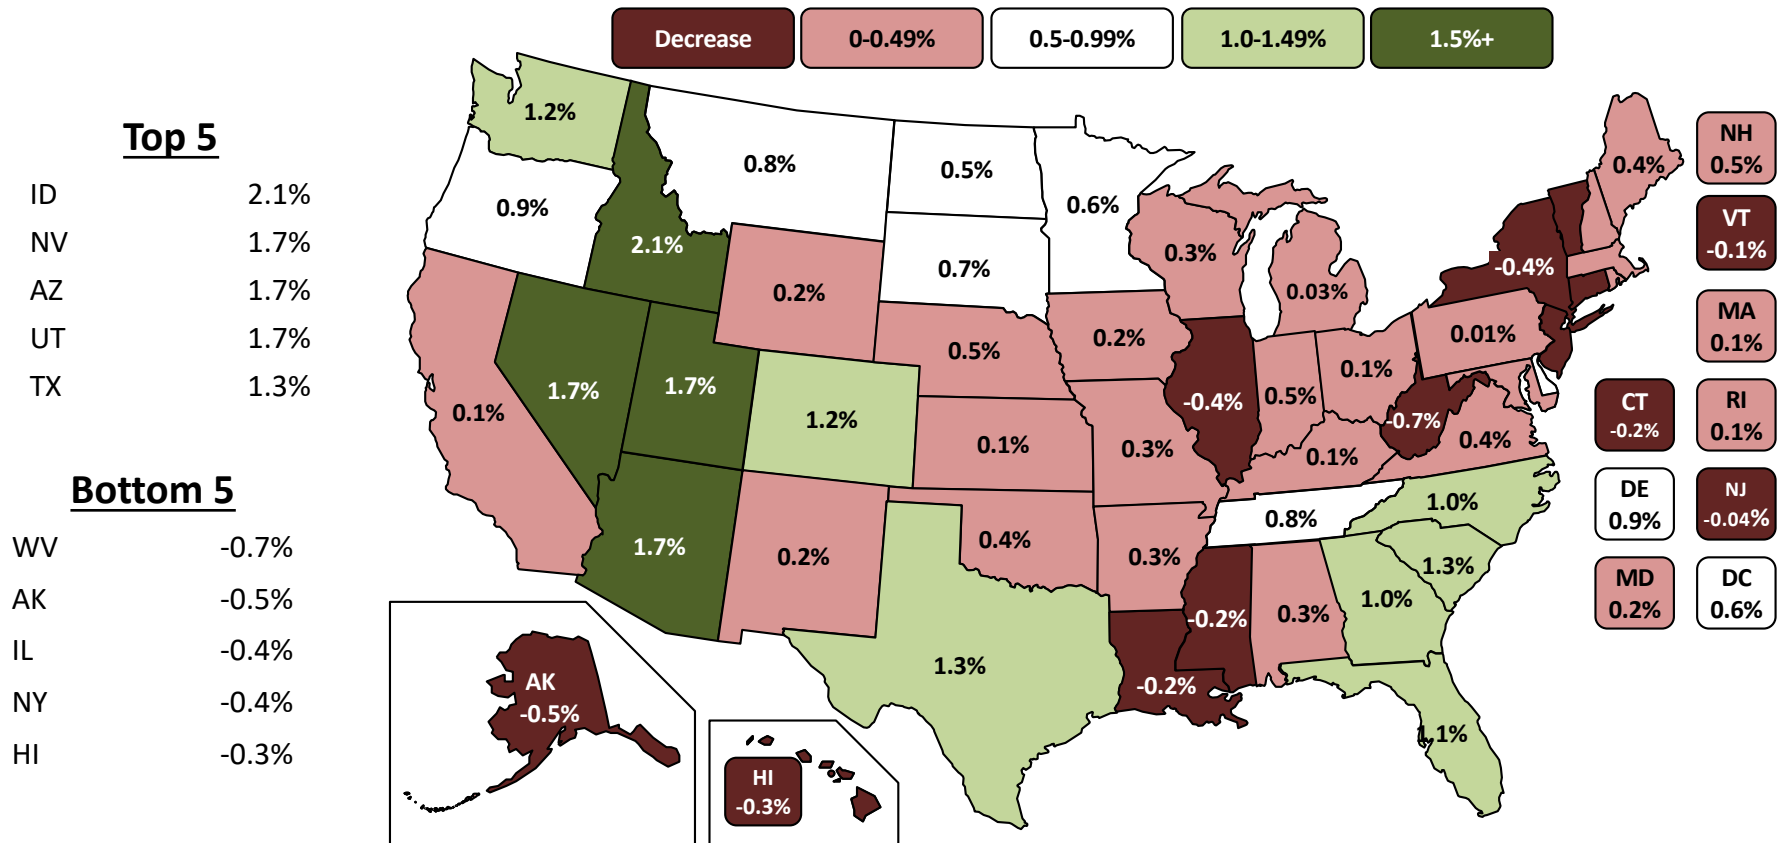 Decrease
0-0.49%
0.5-0.99%
1.0-1.49%
1.5%+
Top 5
ID 2.1%
NV 1.7%
AZ 1.7%
UT 1.7%
TX 1.3%
Bottom 5
WV -0.7%
AK -0.5%
IL -0.4%
NY -0.4%
HI -0.3%
1.2%
0.9%
0.8%
2.1%
0.5%
0.6%
0.7%
0.2%
0.3%
0.03%
0.4%
-0.4%
0.1%
1.7%
1.7%
1.2%
0.5%
0.2%
-0.4%
0.5%
0.1%
0.01%
-0.7%
0.4%
0.1%
0.3%
0.1%
1.7%
0.2%
0.4%
0.3%
0.8%
1.0%
1.3%
1.0%
0.3%
-0.2%
-0.2%
1.3%
1.1%
AK
-0.5%
HI
-0.3%
NH
0.5%
VT
-0.1%
MA
0.1%
CT
-0.2%
RI
0.1%
DE
0.9%
NJ
-0.04%
MD
0.2%
DC
0.6%